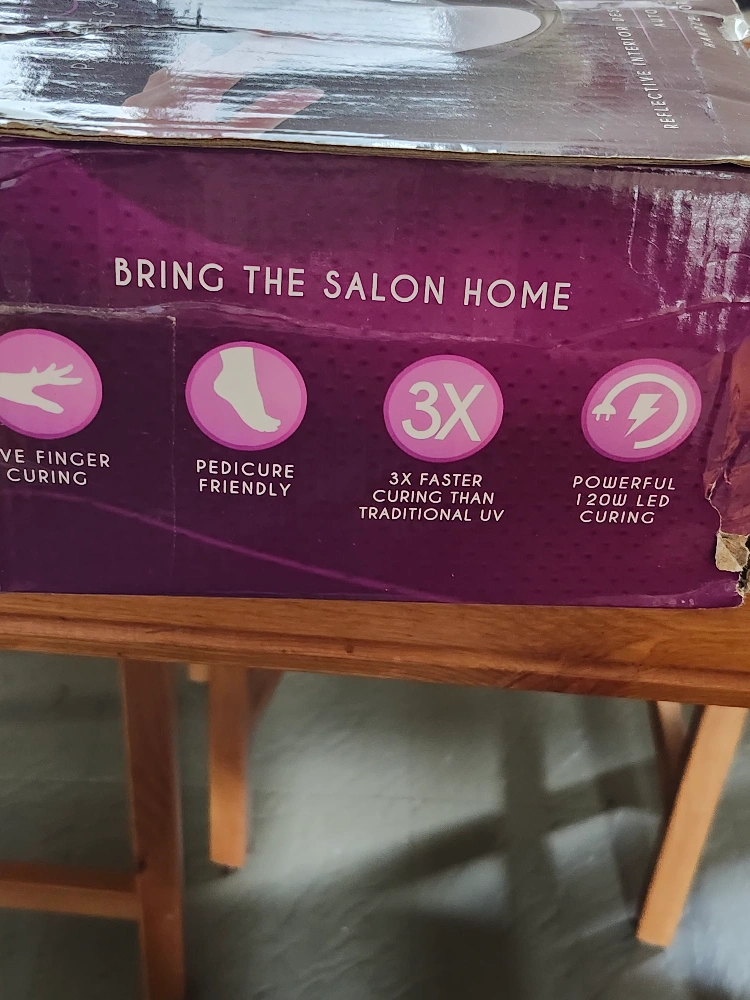 REFLECTIVE INTERIOR
AUTO
BRING THE SALON HOME
VE FINGER
CURING
PEDICURE
FRIENDLY
3X
3X FASTER
CURING THAN
TRADITIONAL UV
POWERFUL
120W LED
CURING